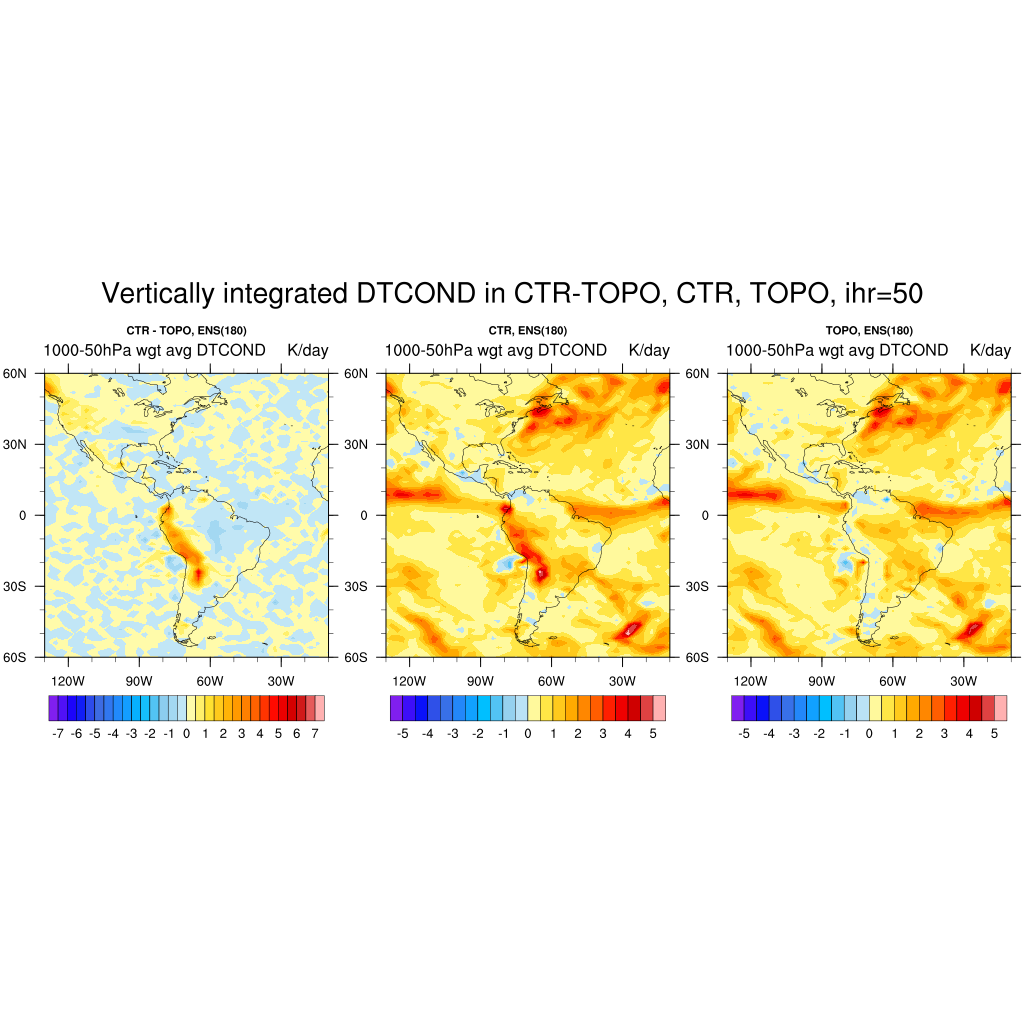 Vertically integrated DTCOND in CTR-TOPO, CTR, TOPO, ihr=50
CTR - TOPO, ENS(180)
1000-50hPa wgt avg DTCOND K/day
60N
30N
0
30S
60S
120W 90W 60W 30W
-7 -6 -5 -4 -3 -2 -1 0 1 2 3 4 5 6 7
CTR, ENS(180)
1000-50hPa wgt avg DTCOND K/day
60N
30N
0
30S
60S
120W 90W 60W 30W
-5 -4 -3 -2 -1 0 1 2 3 4 5
TOPO, ENS(180)
1000-50hPa wgt avg DTCOND K/day
60N
30N
0
30S
60S
120W 90W 60W 30W
-5 -4 -3 -2 -1 0 1 2 3 4 5